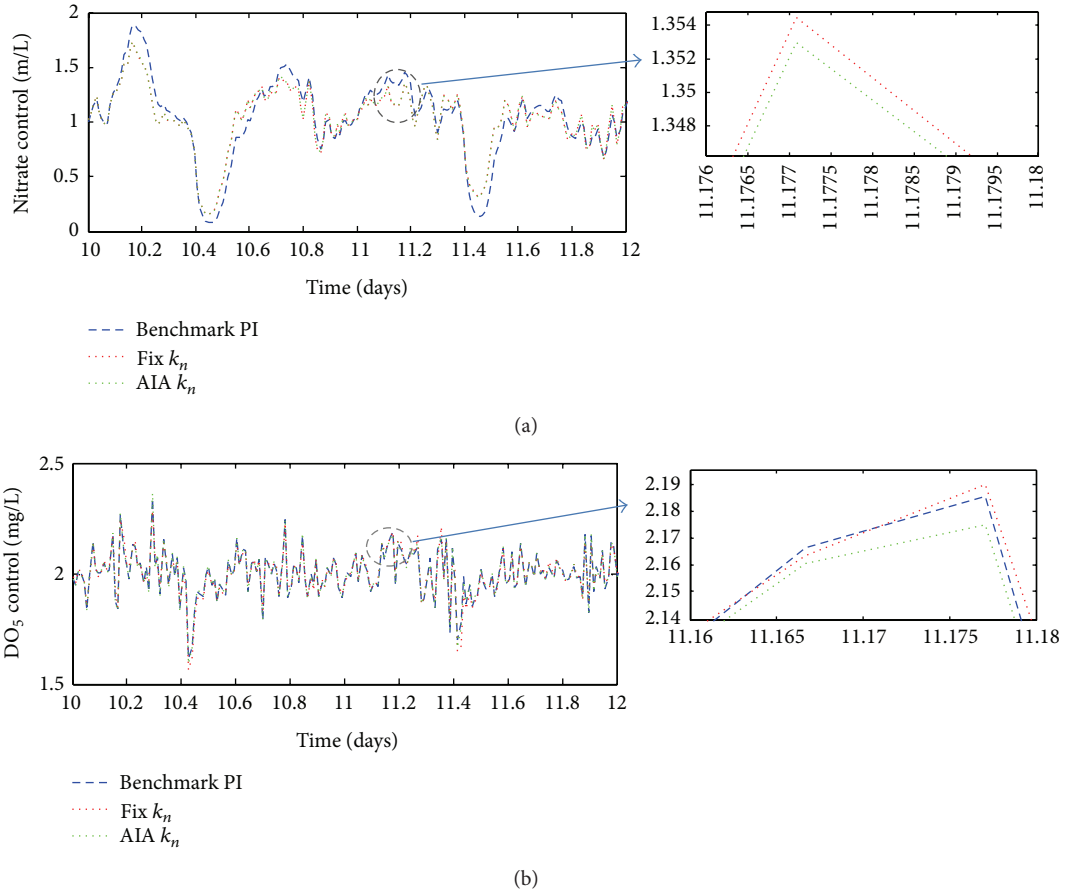 2
1.5
1
0.5
0
Nitrate control (m/L)
10 10.2 10.4 10.6 10.8 11 11.2 11.4 11.6 11.8 12
Time (days)
1.354
1.352
1.35
1.348
11.176 11.1765 11.177 11.1775 11.178 11.1785 11.179 11.1795 11.18
Benchmark PI
Fix kn
AIA kn
(a)
2.5
2
1.5
DO5 control (mg/L)
10 10.2 10.4 10.6 10.8 11 11.2 11.4 11.6 11.8 12
Time (days)
2.19
2.18
2.17
2.16
2.15
2.14
11.16 11.165 11.17 11.175 11.18
Benchmark PI
Fix kn
AIA kn
(b)